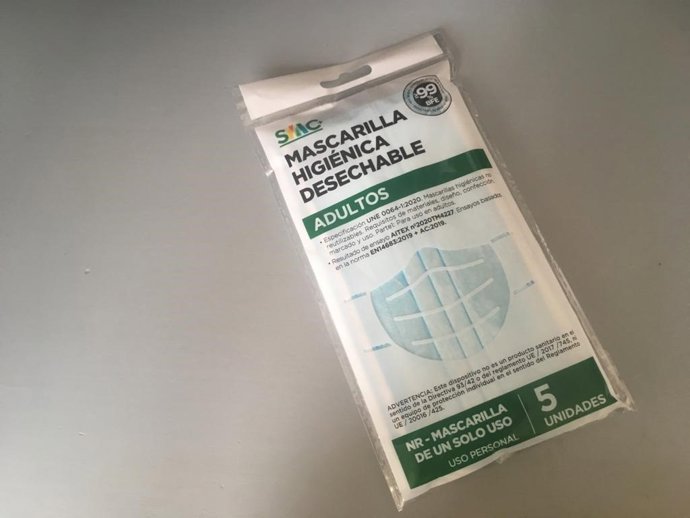 SMC
99
% BFE
MASCARILLA
HIGIÉNICA
DESECHABLE
ADULTOS
• Especificación UNE 0064-1:2020. Mascarillas higiénicas no
reutilizables. Requisitos de materiales, diseño, confección,
marcado y uso. Parte1: Para uso en adultos.
• Resultado de ensayo AITEX nº2020TM4227. Ensayos basados
en la norma EN14683:2019 + AC:2019.
ADVERTENCIA: Este dispositivo no es un producto sanitario en el
sentido de la Directiva 93/42 o del reglamento UE / 2017 /745, ni
un equipo de protección individual en el sentido del Reglamento
UE / 20016 /425.
NR - MASCARILLA
DE UN SOLO USO
USO PERSONAL
5
UNIDADES